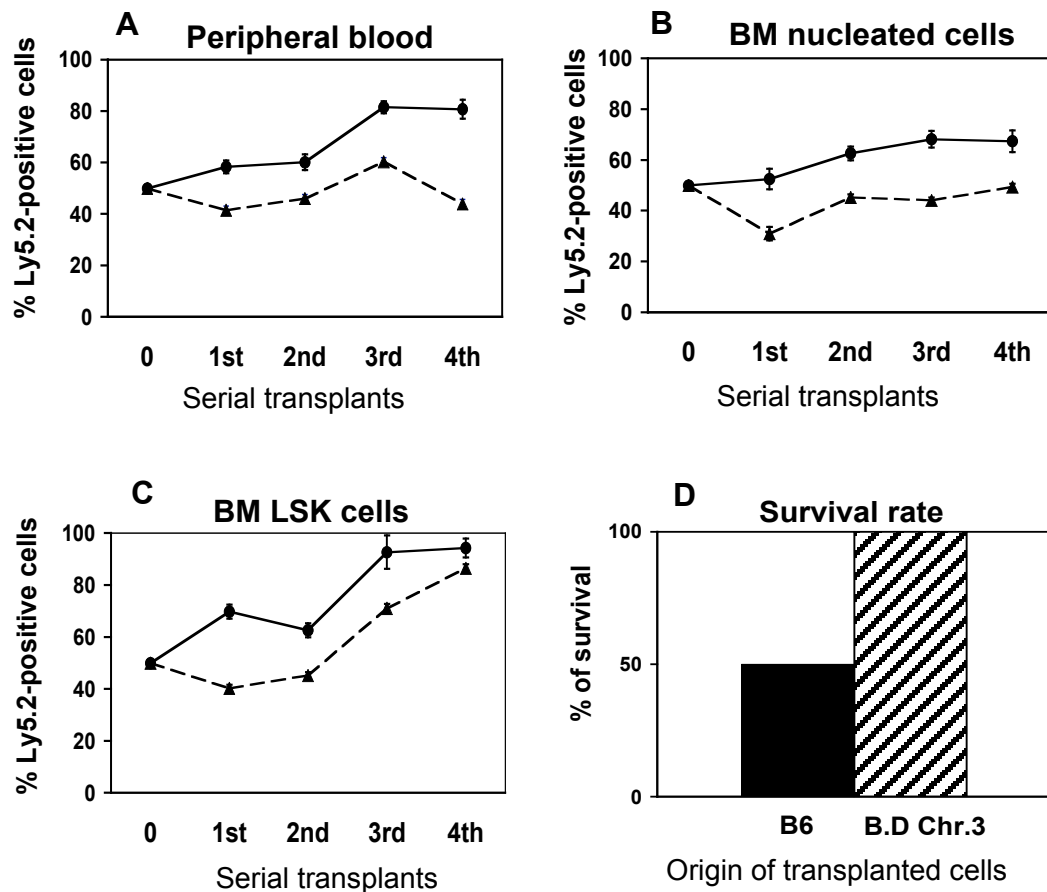 A
Peripheral blood
% Ly5.2-positive cells
100
80
60
40
20
0
0 1st 2nd 3rd 4th
Serial transplants
B
BM nucleated cells
% Ly5.2-positive cells
100
80
60
40
20
0
0 1st 2nd 3rd 4th
Serial transplants
C
BM LSK cells
% Ly5.2-positive cells
100
80
60
40
20
0
0 1st 2nd 3rd 4th
Serial transplants
D
Survival rate
% of survival
100
50
0
B6 B.D Chr.3
Origin of transplanted cells